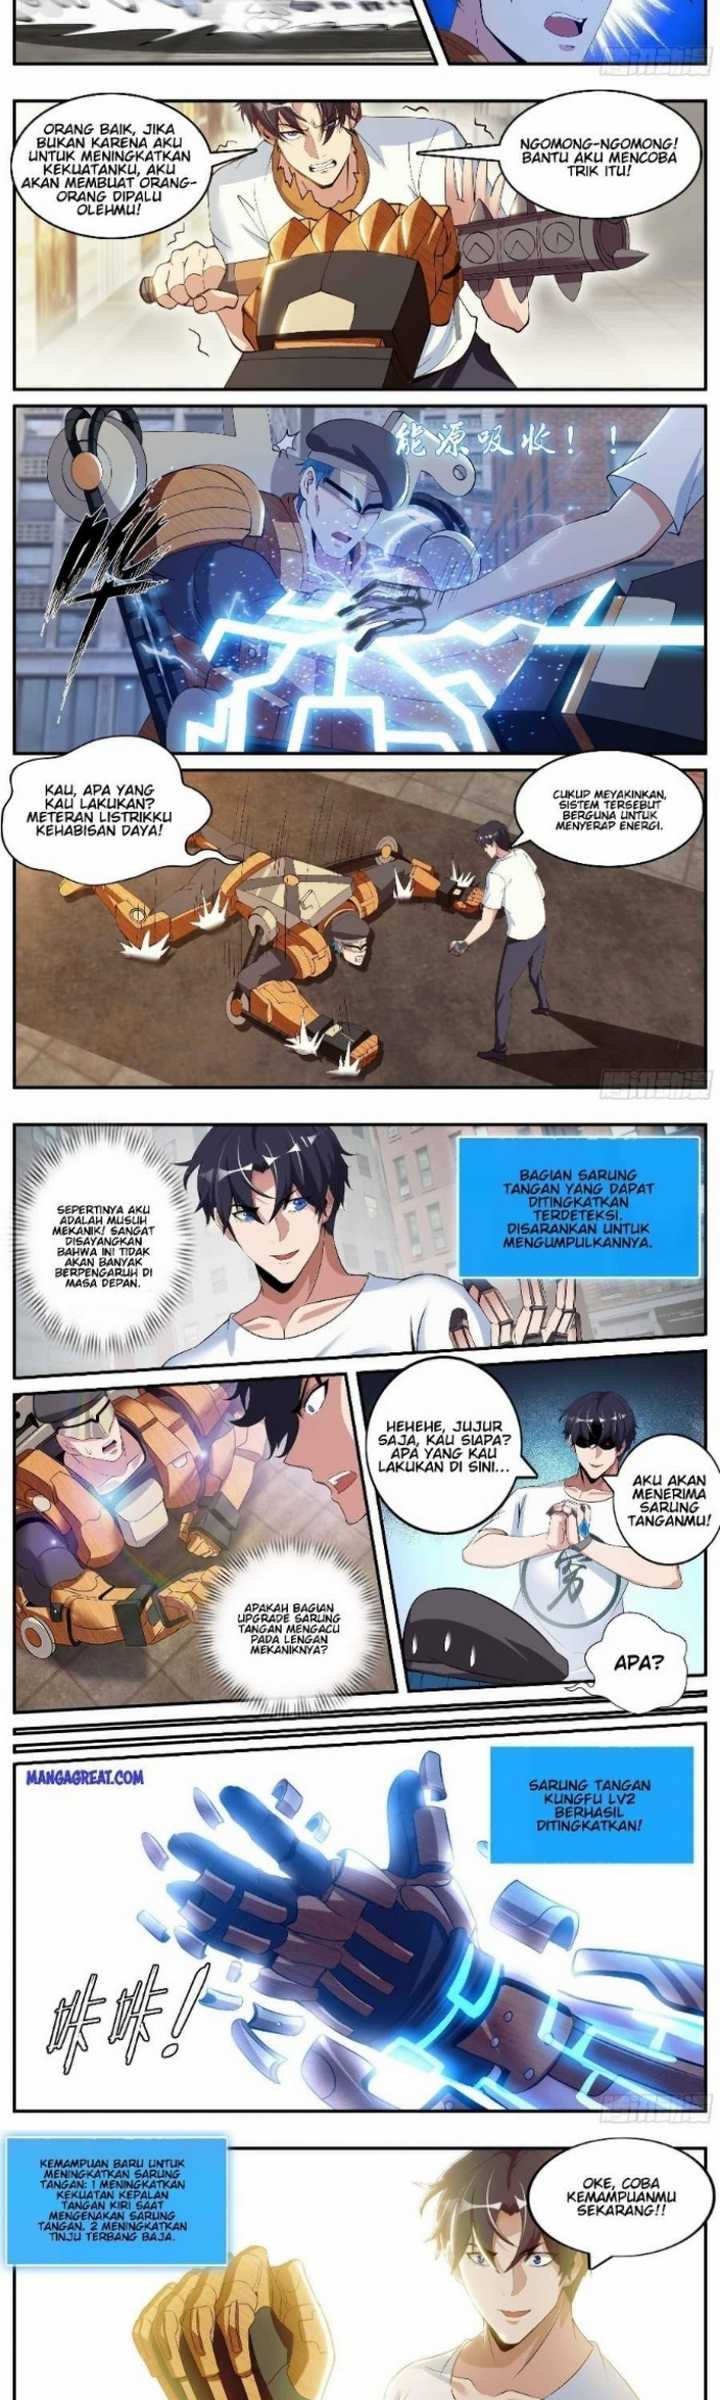 ORANG BAIK, JIKA
BUKAN KARENA AKU
UNTUK MENINGKATKAN
KEKUATANKU, AKU
AKAN MEMBUAT ORANG-
ORANG DIPALU
OLEHMU!
NGOMONG-NGOMONG!
BANTU AKU MENCOBA
TRIK ITU!
能源吸收！！
KAU, APA YANG
KAU LAKUKAN?
METERAN LISTRIKKU
KEHABISAN DAYA!
CUKUP MEYAKINKAN,
SISTEM TERSEBUT
BERGUNA UNTUK
MENYERAP ENERGI.
SEPERTINYA AKU
ADALAH MUSUH
MEKANIK! SANGAT
DISAYANGKAN
BAHWA INI TIDAK
AKAN BANYAK
BERPENGARUH DI
MASA DEPAN.
BAGIAN SARUNG
TANGAN YANG DAPAT
DITINGKATKAN
TERDETEKSI.
DISARANKAN UNTUK
MENGUMPULKANNYA.
HEHEHE, JUJUR
SAJA, KAU SIAPA?
APA YANG KAU
LAKUKAN DI SINI...
AKU AKAN
MENERIMA
SARUNG
TANGANMU!
APAKAH BAGIAN
UPGRADE SARUNG
TANGAN MENGACU
PADA LENGAN
MEKANIKNYA?
穷
APA?
MANGAGREAT.COM
SARUNG TANGAN
KUNGFU LV2
BERHASIL
DITINGKATKAN!
咔咔！
KEMAMPUAN BARU UNTUK
MENINGKATKAN SARUNG
TANGAN: 1 MENINGKATKAN
KEKUATAN KEPALAN
TANGAN KIRI SAAT
MENGENAKAN SARUNG
TANGAN. 2 MENINGKATKAN
TINJU TERBANG BAJA.
OKE, COBA
KEMAMPUANMU
SEKARANG!!